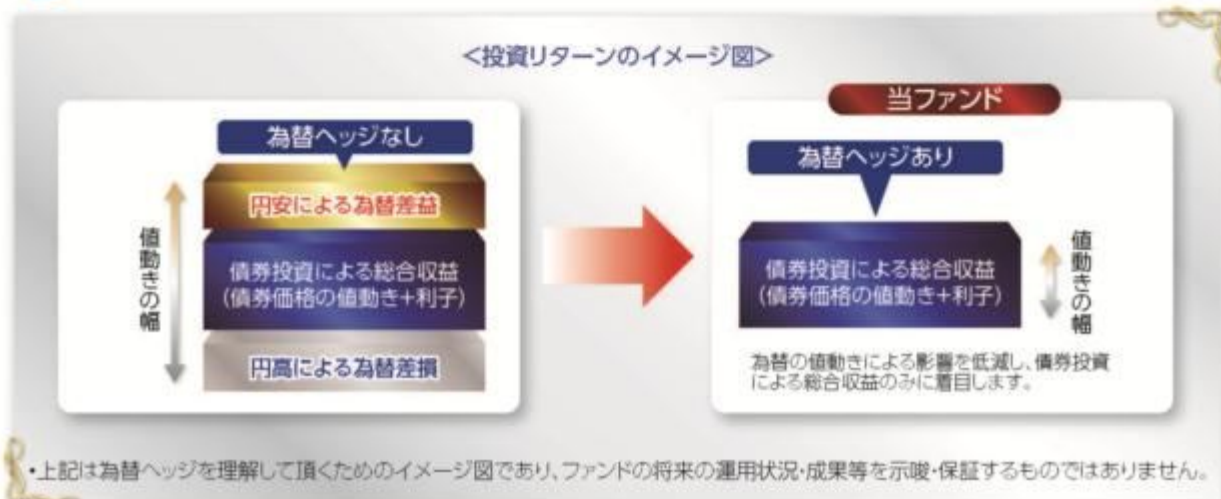 <投資リターンのイメージ図>
為替ヘッジなし
円安による為替差益
債券投資による総合収益
(債券価格の値動き+利子)
円高による為替差損
値動きの幅
当ファンド
為替ヘッジあり
債券投資による総合収益
(債券価格の値動き+利子)
値動きの幅
為替の値動きによる影響を低減し、債券投資
による総合収益のみに着目します。
・上記は為替ヘッジを理解して頂くためのイメージ図であり、ファンドの将来の運用状況・成果等を示唆・保証するものではありません。